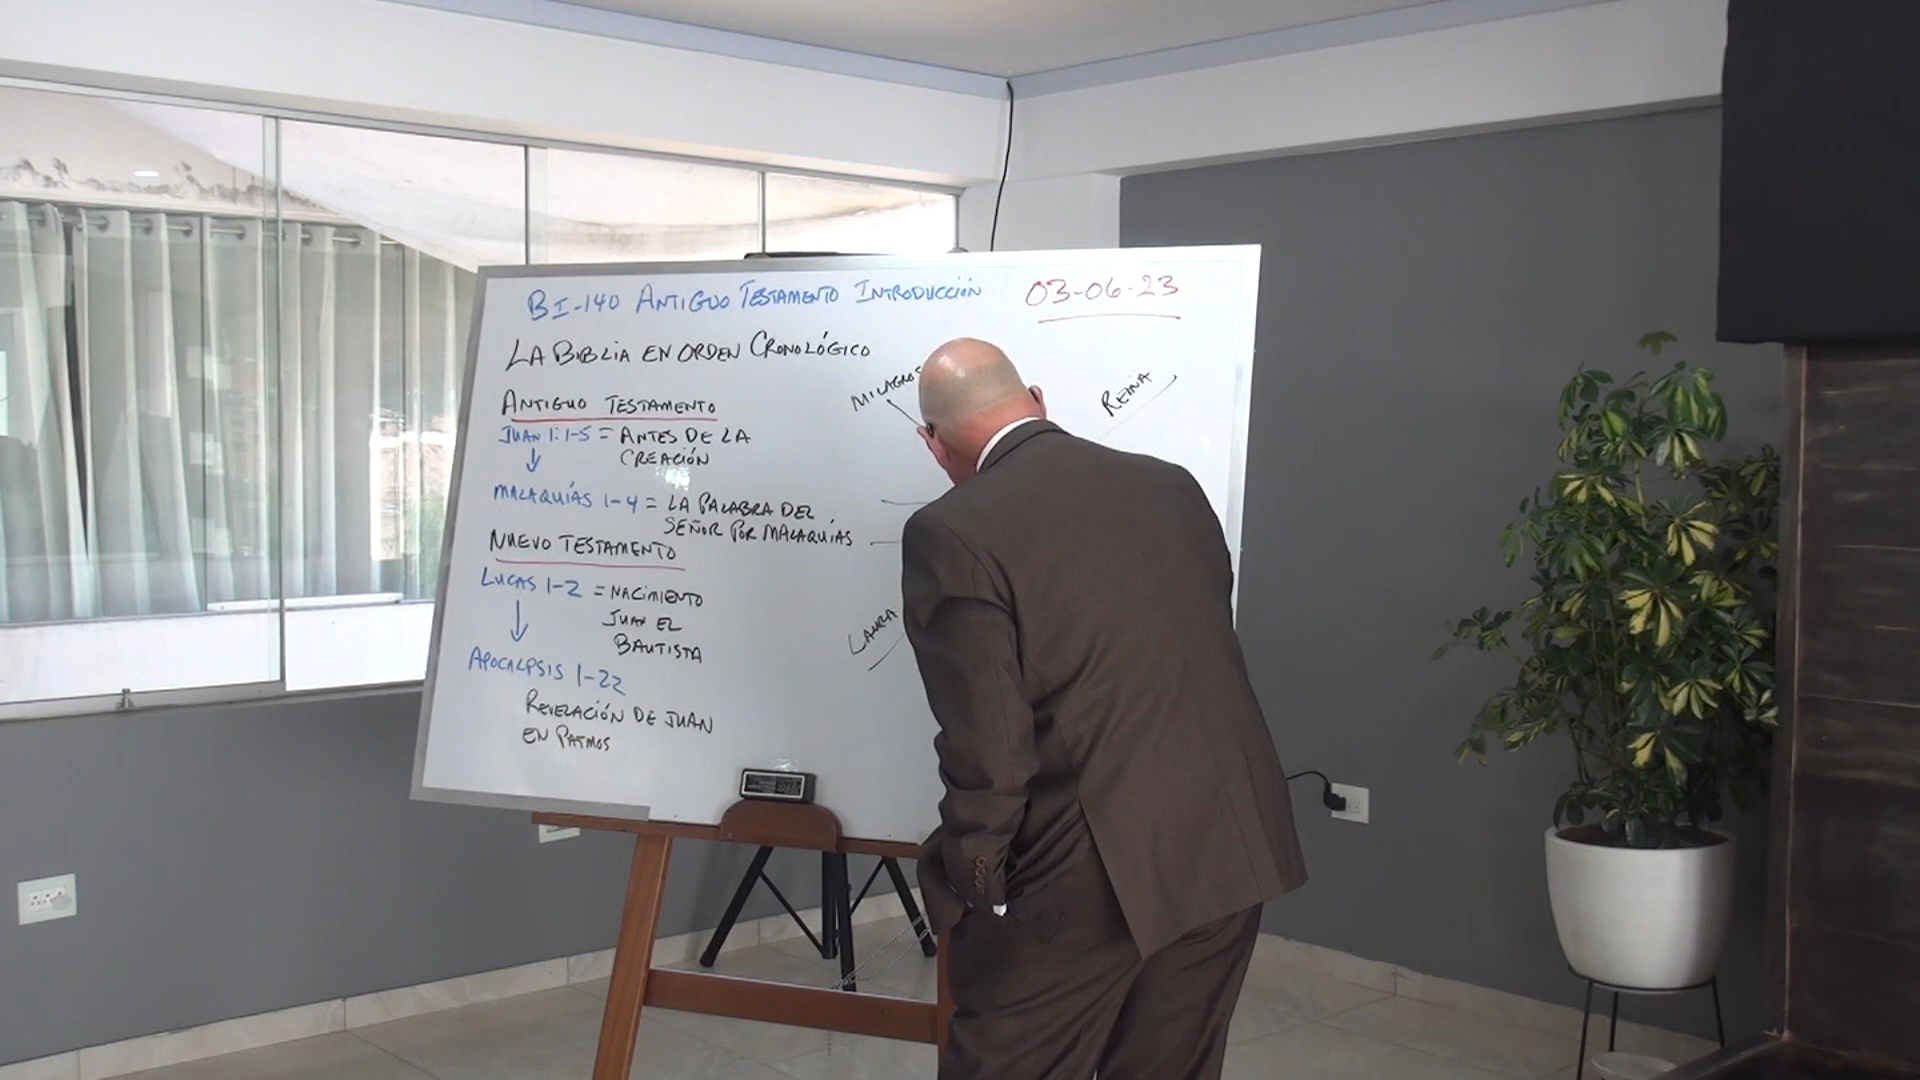 BI-140 ANTIGUO TESTAMENTO INTRODUCCIÓN 03-06-23
LA BIBLIA EN ORDEN CRONOLÓGICO
MILAGROS
REINA
ANTIGUO TESTAMENTO
JUAN 1:1-5 = ANTES DE LA
CREACIÓN
MALAQUÍAS 1-4 = LA PALABRA DEL
SEÑOR POR MALAQUÍAS
NUEVO TESTAMENTO
LUCAS 1-2 = NACIMIENTO
JUAN EL
BAUTISTA
LAURA
APOCALPSIS 1-22
REVELACIÓN DE JUAN
EN PATMOS